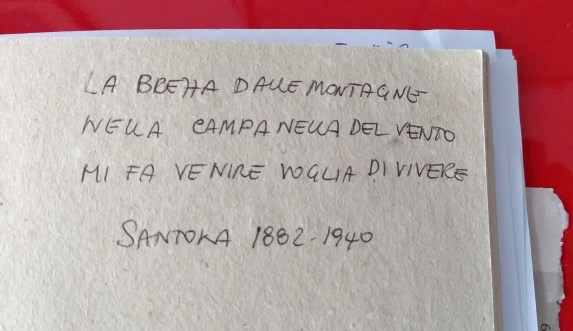 LA BREZZA DALLE MONTAGNE
NELLA CAMPANELLA DEL VENTO
MI FA VENIRE VOGLIA DI VIVERE
SANTOKA 1882-1940